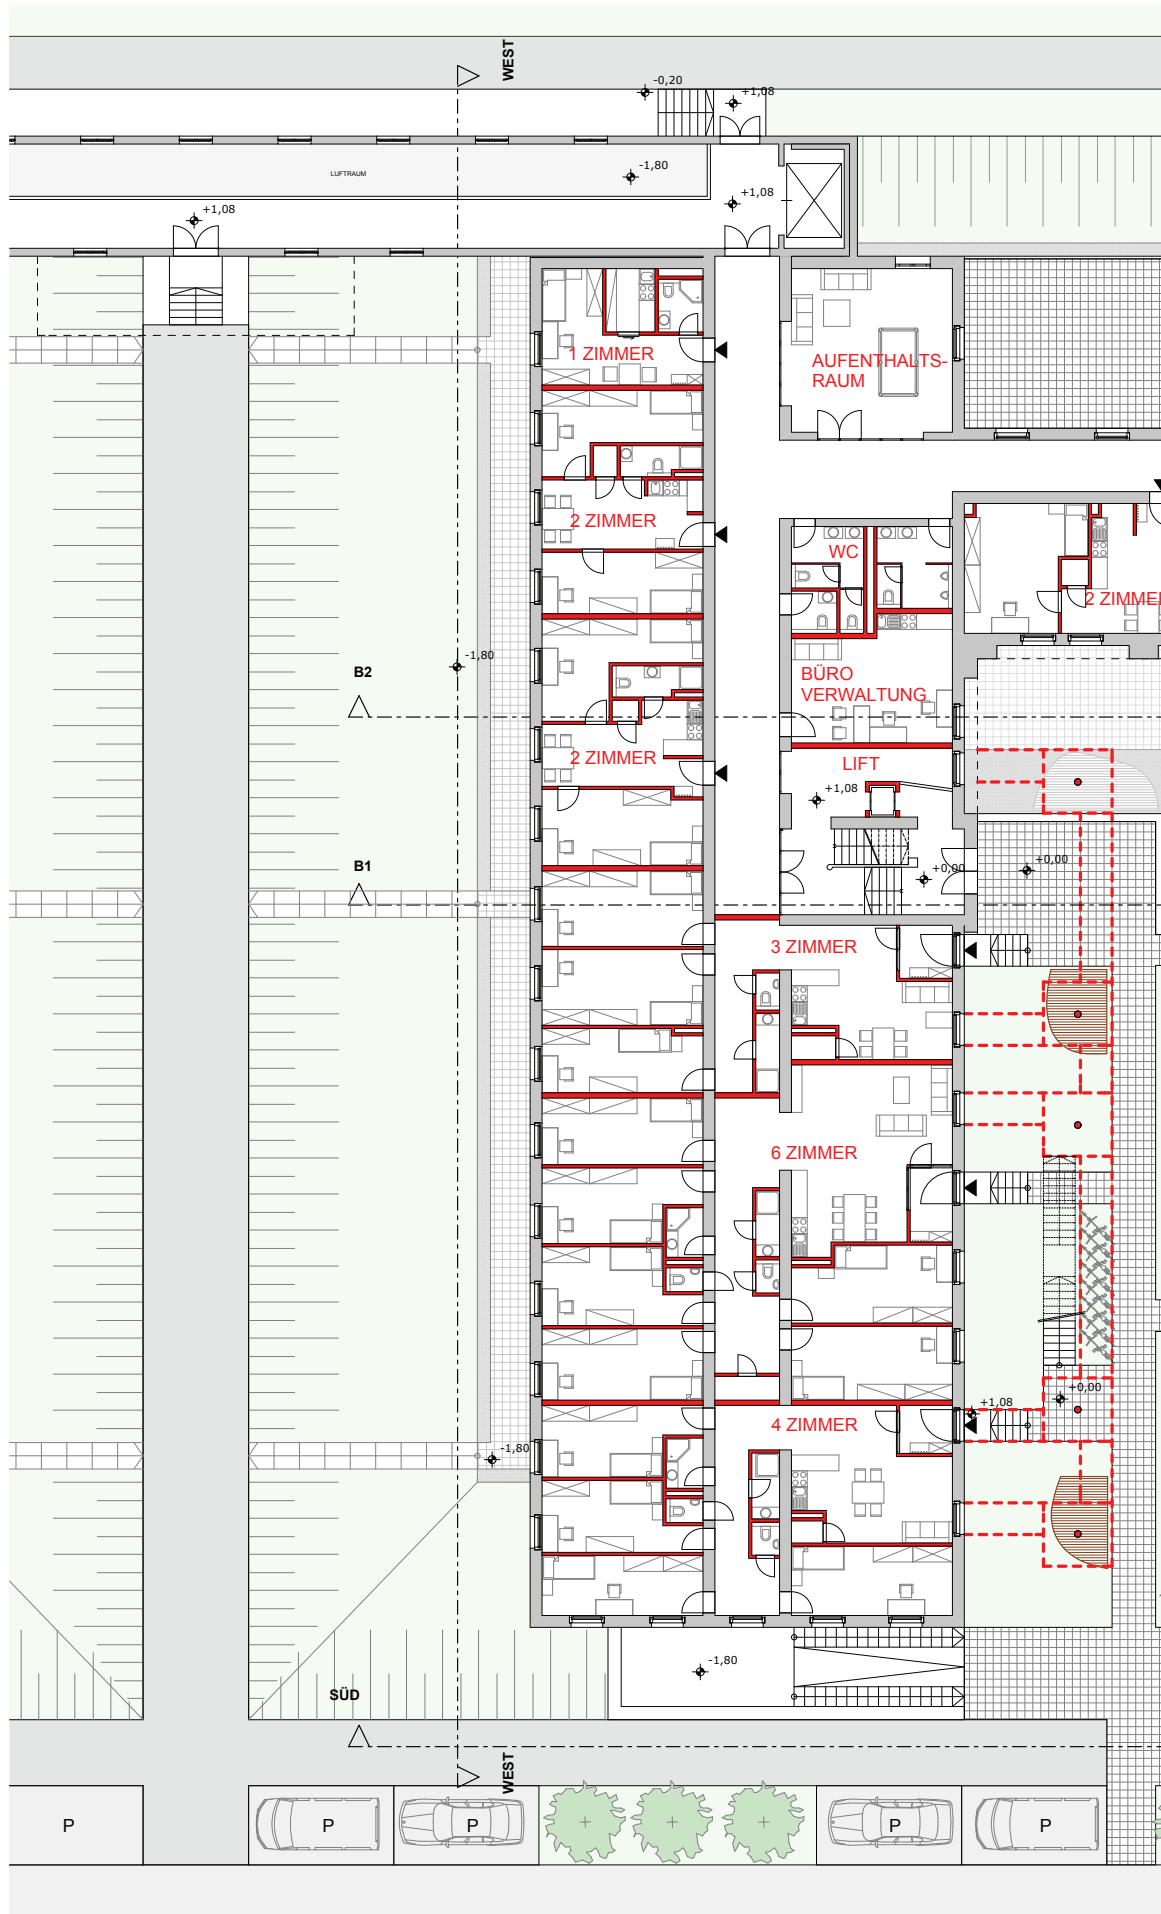 WEST
-0,20
+1,08
-1,80
LUFTRAUM
+1,08
+1,08
1 ZIMMER
AUFENTHALTS-
RAUM
2 ZIMMER
WC
2 ZIMMER
-1,80
B2
BÜRO
VERWALTUNG
2 ZIMMER
LIFT
+1,08
B1
+0,00
+0,00
3 ZIMMER
6 ZIMMER
+0,00
+1,08
4 ZIMMER
-1,80
-1,80
SÜD
WEST
P
P
P
P
P